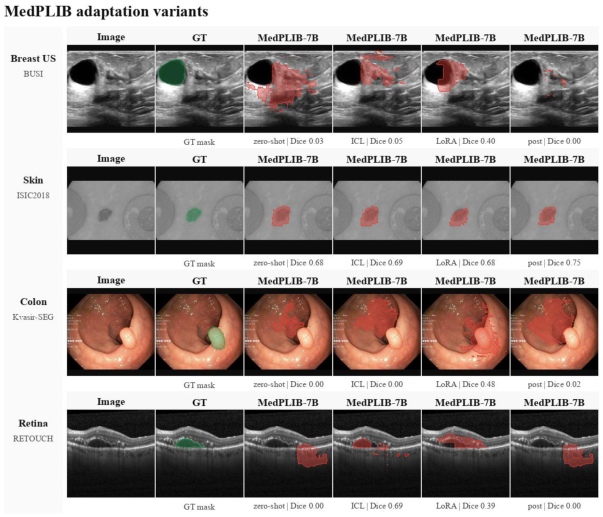 MedPLIB adaptation variants
Image GT MedPLIB-7B MedPLIB-7B MedPLIB-7B MedPLIB-7B
Breast US
BUSI
GT mask zero-shot | Dice 0.03 ICL | Dice 0.05 LoRA | Dice 0.40 post | Dice 0.00
Image GT MedPLIB-7B MedPLIB-7B MedPLIB-7B MedPLIB-7B
Skin
ISIC2018
GT mask zero-shot | Dice 0.68 ICL | Dice 0.69 LoRA | Dice 0.68 post | Dice 0.75
Image GT MedPLIB-7B MedPLIB-7B MedPLIB-7B MedPLIB-7B
Colon
Kvasir-SEG
GT mask zero-shot | Dice 0.00 ICL | Dice 0.00 LoRA | Dice 0.48 post | Dice 0.02
Image GT MedPLIB-7B MedPLIB-7B MedPLIB-7B MedPLIB-7B
Retina
RETOUCH
GT mask zero-shot | Dice 0.00 ICL | Dice 0.69 LoRA | Dice 0.39 post | Dice 0.00